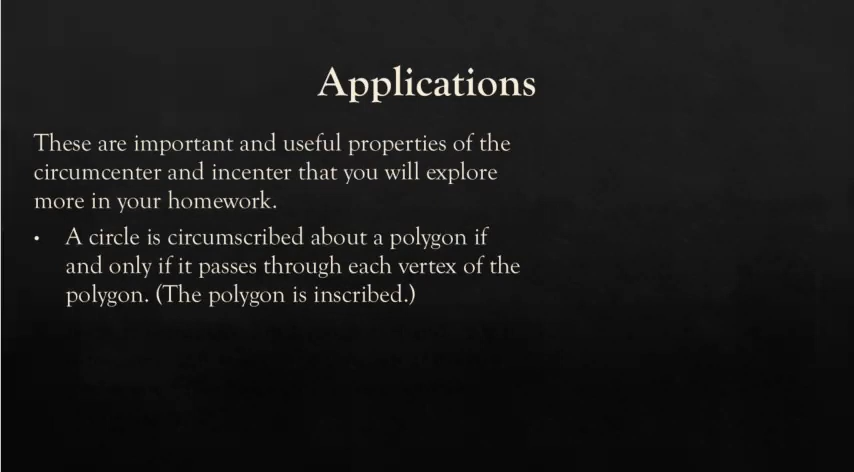 Applications
These are important and useful properties of the
circumcenter and incenter that you will explore
more in your homework.
• A circle is circumscribed about a polygon if
and only if it passes through each vertex of the
polygon. (The polygon is inscribed.)